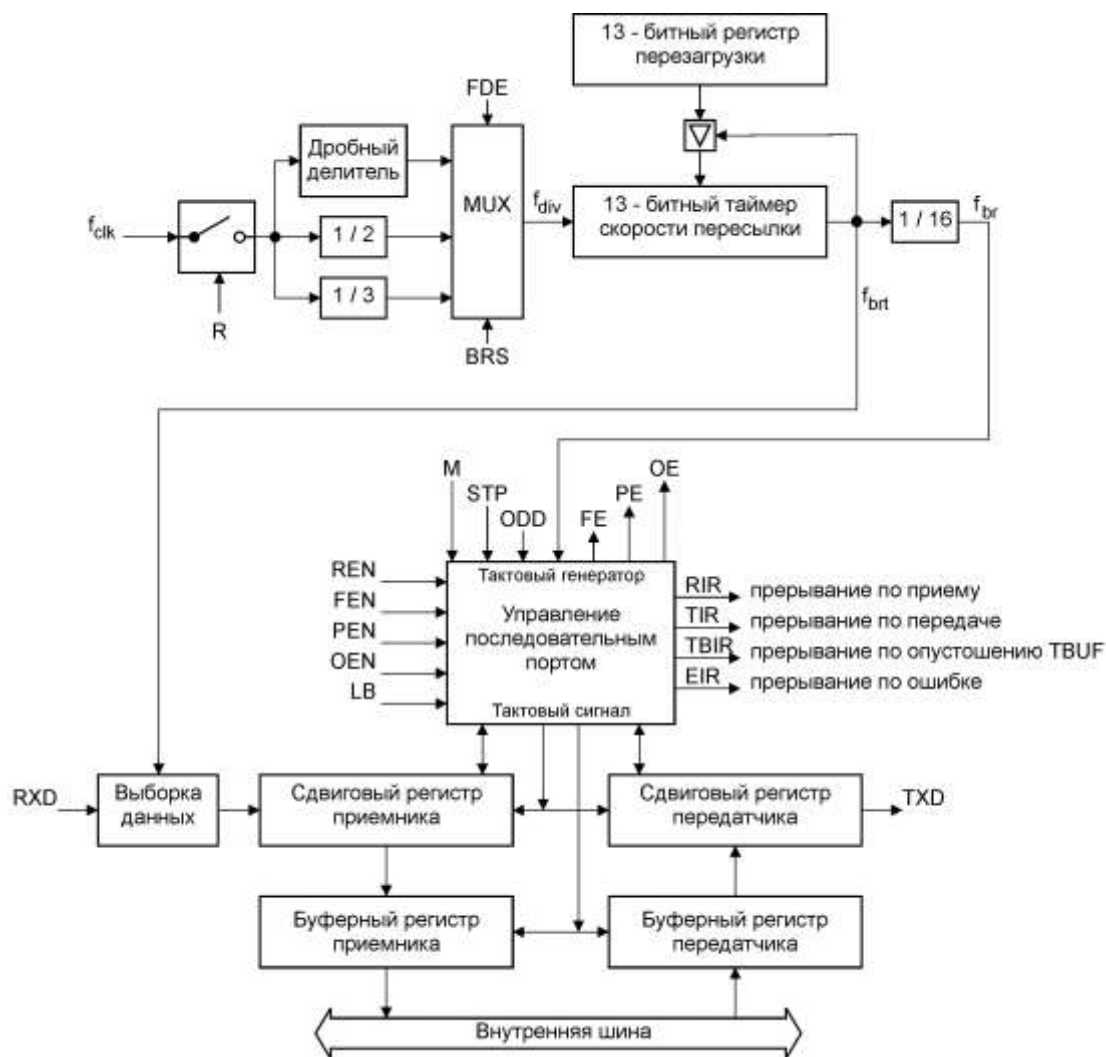 13 - битный регистр
перезагрузки
FDE
Дробный
делитель
MUX
f_div
13 - битный таймер
скорости пересылки
f_clk
1 / 2
1 / 16
f_br
1 / 3
R
BRS
f_brt
M
STP
ODD
FE
PE
OE
REN
FEN
PEN
OEN
LB
Тактовый генератор
Управление
последовательным
портом
Тактовый сигнал
RIR прерывание по приему
TIR прерывание по передаче
TBIR прерывание по опустошению TBUF
EIR прерывание по ошибке
RXD
Выборка
данных
Сдвиговый регистр
приемника
Сдвиговый регистр
передатчика
TXD
Буферный регистр
приемника
Буферный регистр
передатчика
Внутренняя шина